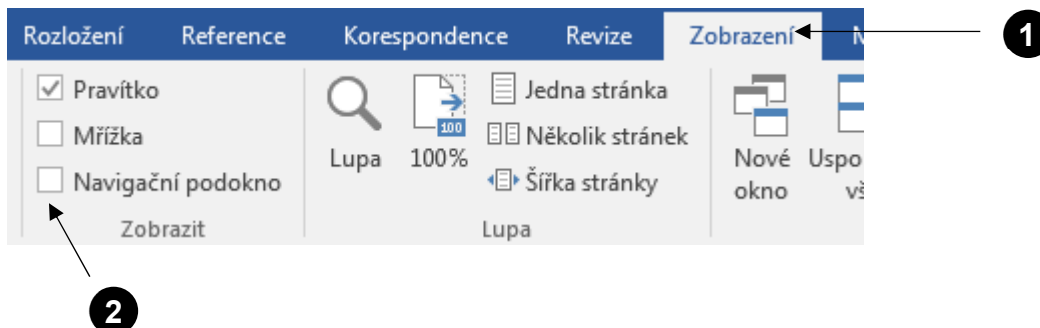 Rozložení Reference Korespondence Revize Zobrazení
1
Pravítko
Mřížka
Navigační podokno
Zobrazit
Lupa
100
100%
Jedna stránka
Několik stránek
Šířka stránky
Lupa
Nové
okno
2